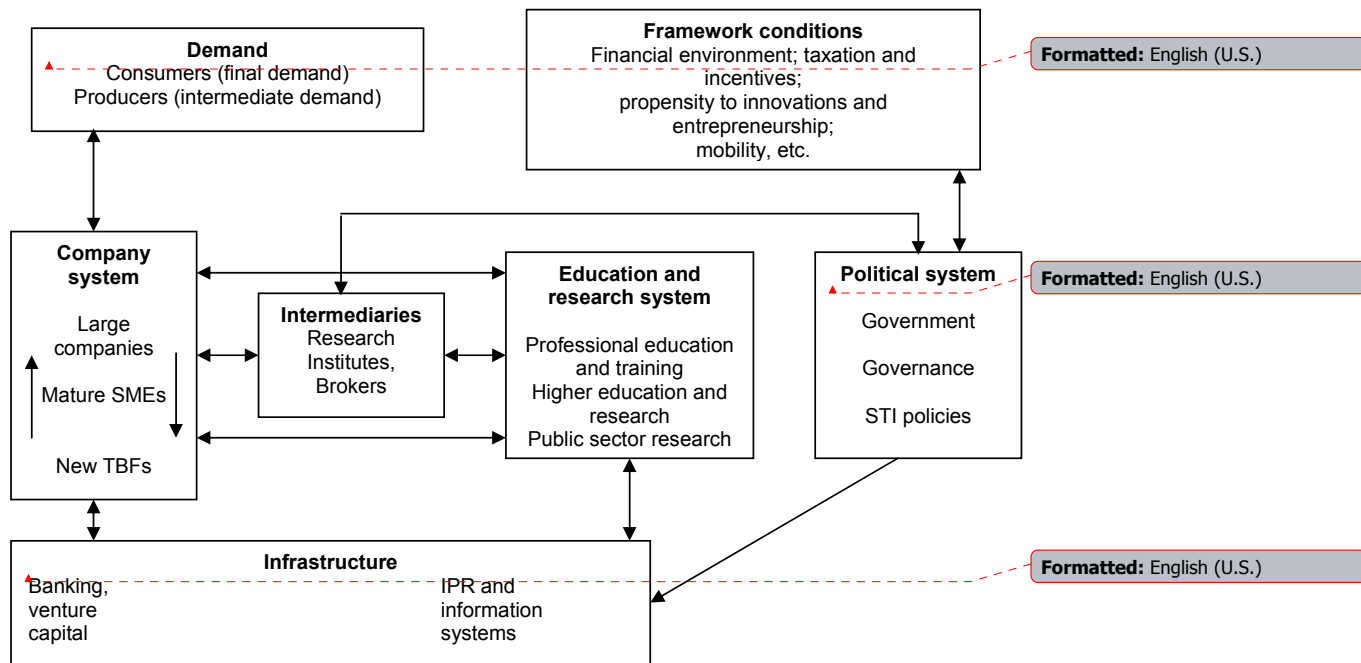 Demand
Consumers (final demand)
Producers (intermediate demand)
Framework conditions
Financial environment; taxation and
incentives;
propensity to innovations and
entrepreneurship;
mobility, etc.
Formatted: English (U.S.)
Company
system
Large
companies
Mature SMEs
New TBFs
Intermediaries
Research
Institutes,
Brokers
Education and
research system
Professional education
and training
Higher education and
research
Public sector research
Political system
Government
Governance
STI policies
Formatted: English (U.S.)
Infrastructure
Banking,
venture
capital
IPR and
information
systems
Formatted: English (U.S.)